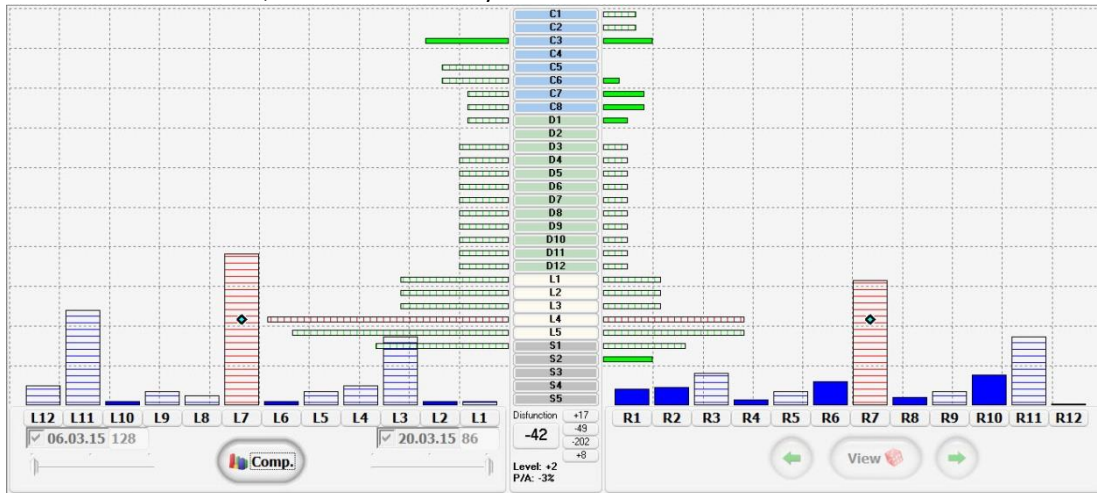 C1
C2
C3
C4
C5
C6
C7
C8
D1
D2
D3
D4
D5
D6
D7
D8
D9
D10
D11
D12
L1
L2
L3
L4
L5
S1
S2
S3
S4
S5
L12 L11 L10 L9 L8 L7 L6 L5 L4 L3 L2 L1
R1 R2 R3 R4 R5 R6 R7 R8 R9 R10 R11 R12
06.03.15 128
Comp.
20.03.15 86
Disfunction
-42
+17
-49
-202
+8
Level: +2
P/A: -3%
View